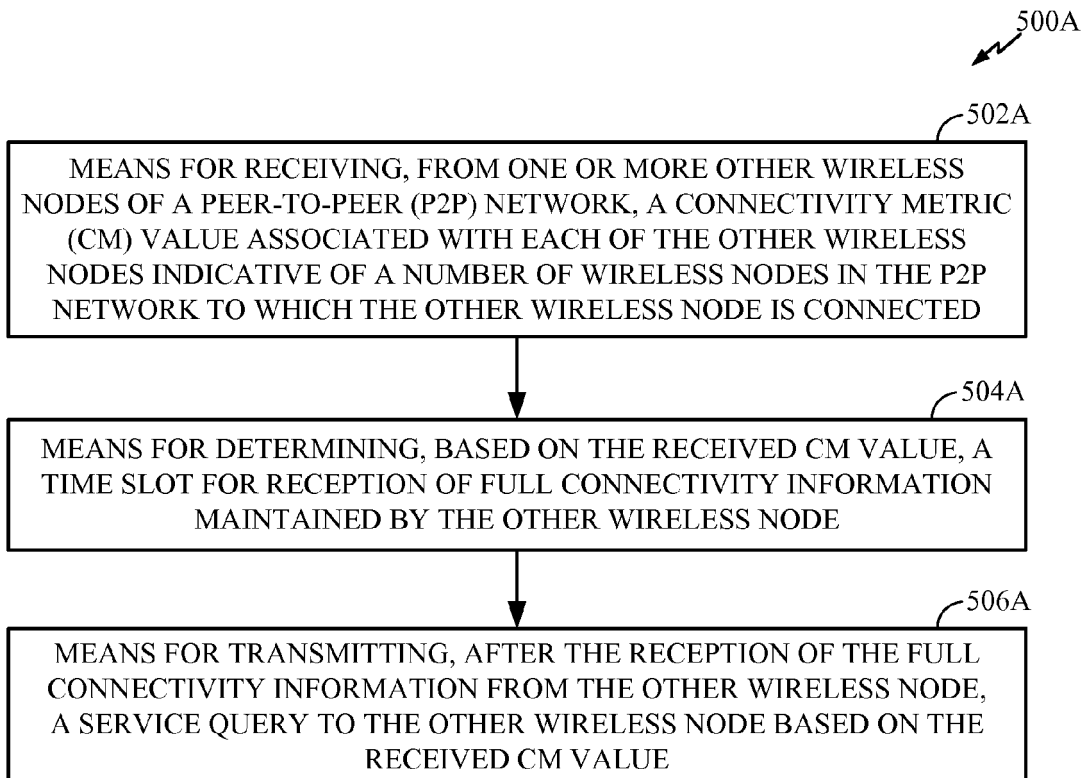 500A
502A
MEANS FOR RECEIVING, FROM ONE OR MORE OTHER WIRELESS
NODES OF A PEER-TO-PEER (P2P) NETWORK, A CONNECTIVITY METRIC
(CM) VALUE ASSOCIATED WITH EACH OF THE OTHER WIRELESS
NODES INDICATIVE OF A NUMBER OF WIRELESS NODES IN THE P2P
NETWORK TO WHICH THE OTHER WIRELESS NODE IS CONNECTED
504A
MEANS FOR DETERMINING, BASED ON THE RECEIVED CM VALUE, A
TIME SLOT FOR RECEPTION OF FULL CONNECTIVITY INFORMATION
MAINTAINED BY THE OTHER WIRELESS NODE
506A
MEANS FOR TRANSMITTING, AFTER THE RECEPTION OF THE FULL
CONNECTIVITY INFORMATION FROM THE OTHER WIRELESS NODE,
A SERVICE QUERY TO THE OTHER WIRELESS NODE BASED ON THE
RECEIVED CM VALUE